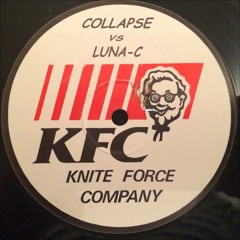 COLLAPSE
vs
LUNA-C
KFC
KNITE FORCE
COMPANY